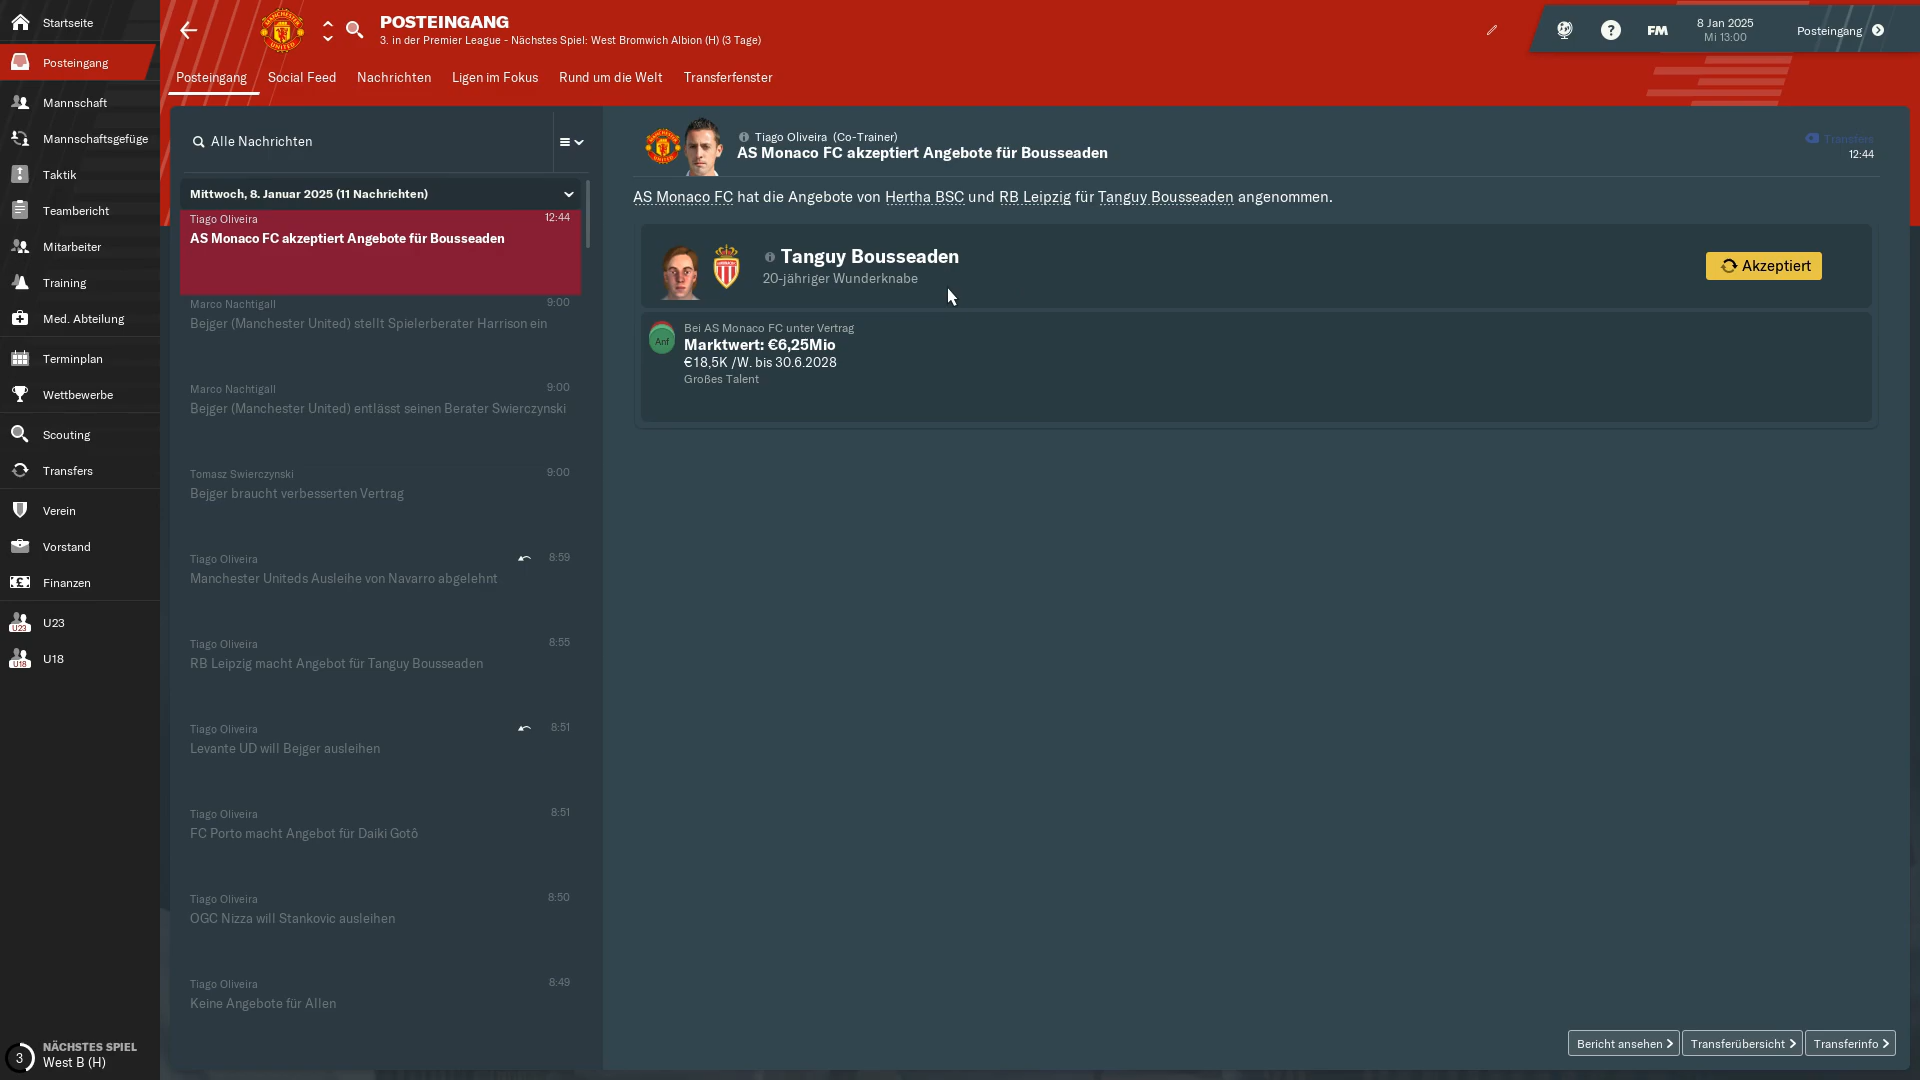 Startseite
Posteingang
Mannschaft
Mannschaftsgefüge
Taktik
Teambericht
Mitarbeiter
Training
Med. Abteilung
Terminplan
Wettbewerbe
Scouting
Transfers
Verein
Vorstand
Finanzen
U23
U23
U18
U18
3
NÄCHSTES SPIEL
West B (H)
POSTEINGANG
3. in der Premier League - Nächstes Spiel: West Bromwich Albion (H) (3 Tage)
?
FM
8 Jan 2025
Mi 13:00
Posteingang
Posteingang Social Feed Nachrichten Ligen im Fokus Rund um die Welt Transferfenster
Alle Nachrichten
Mittwoch, 8. Januar 2025 (11 Nachrichten)
Tiago Oliveira 12:44
AS Monaco FC akzeptiert Angebote für Bousseaden
Marco Nachtigall 9:00
Bejger (Manchester United) stellt Spielerberater Harrison ein
Marco Nachtigall 9:00
Bejger (Manchester United) entlässt seinen Berater Swierczynski
Tomasz Swierczynski 9:00
Bejger braucht verbesserten Vertrag
Tiago Oliveira 8:59
Manchester Uniteds Ausleihe von Navarro abgelehnt
Tiago Oliveira 8:55
RB Leipzig macht Angebot für Tanguy Bousseaden
Tiago Oliveira 8:51
Levante UD will Bejger ausleihen
Tiago Oliveira 8:51
FC Porto macht Angebot für Daiki Gotô
Tiago Oliveira 8:50
OGC Nizza will Stankovic ausleihen
Tiago Oliveira 8:49
Keine Angebote für Allen
Tiago Oliveira (Co-Trainer)
AS Monaco FC akzeptiert Angebote für Bousseaden
Transfers
12:44
AS Monaco FC hat die Angebote von Hertha BSC und RB Leipzig für Tanguy Bousseaden angenommen.
Tanguy Bousseaden
20-jähriger Wunderknabe
Akzeptiert
Anf
Bei AS Monaco FC unter Vertrag
Marktwert: €6,25Mio
€18,5K /W. bis 30.6.2028
Großes Talent
Bericht ansehen Transferübersicht Transferinfo